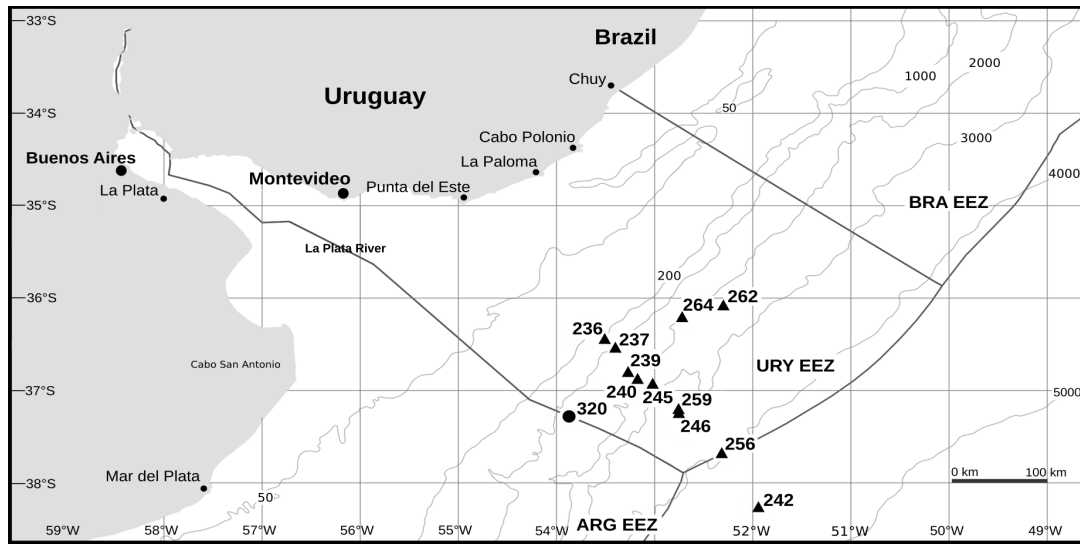 33°S
Brazil
2000
Chuy
1000
Uruguay
50
34°S
Cabo Polonio
3000
Buenos Aires
La Paloma
Montevideo
Punta del Este
4000
La Plata
35°S
BRA EEZ
La Plata River
200
36°S
264
262
236
237
239
Cabo San Antonio
URY EEZ
37°S
240
245
259
5000
320
246
256
Mar del Plata
0 km
100 km
38°S
50
242
ARG EEZ
59°W
58°W
57°W
56°W
55°W
54°W
52°W
51°W
50°W
49°W